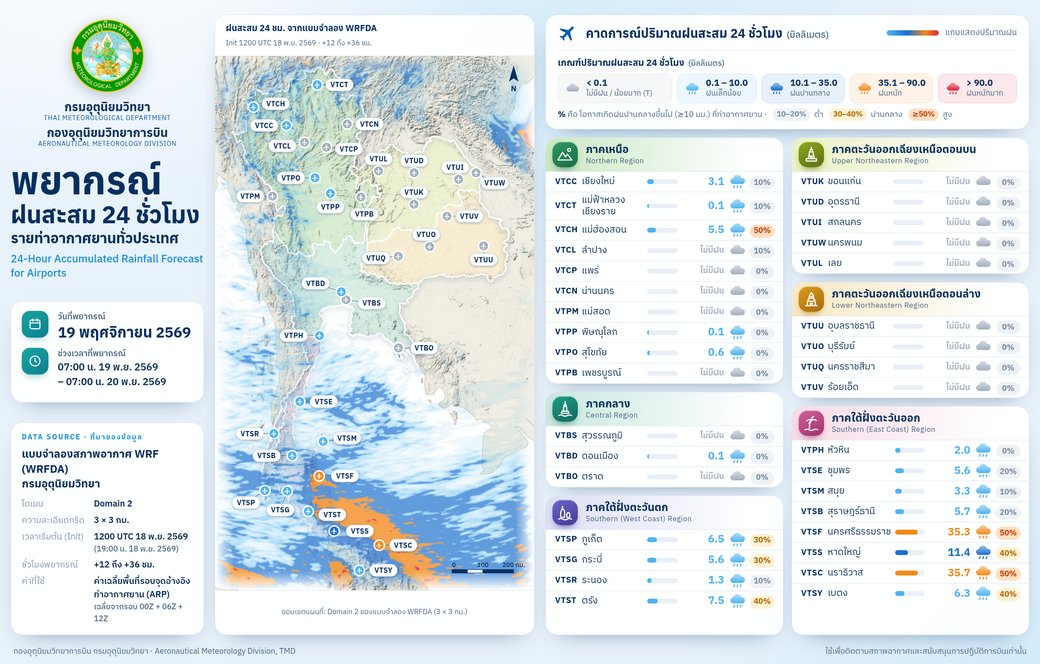 กรมอุตุนิยมวิทยา
METEOROLOGICAL DEPARTMENT
กรมอุตุนิยมวิทยา
THAI METEOROLOGICAL DEPARTMENT
กองอุตุนิยมวิทยาการบิน
AERONAUTICAL METEOROLOGY DIVISION
พยากรณ์
ฝนสะสม 24 ชั่วโมง
รายท่าอากาศยานทั่วประเทศ
24-Hour Accumulated Rainfall Forecast
for Airports
วันที่พยากรณ์
19 พฤศจิกายน 2569
ช่วงเวลาที่พยากรณ์
07:00 น. 19 พ.ย. 2569
– 07:00 น. 20 พ.ย. 2569
DATA SOURCE · ที่มาของข้อมูล
แบบจำลองสภาพอากาศ WRF
(WRFDA)
กรมอุตุนิยมวิทยา
โดเมน Domain 2
ความละเอียดกริด 3 × 3 กม.
เวลาเริ่มต้น (Init) 1200 UTC 18 พ.ย. 2569
(19:00 น. 18 พ.ย. 2569)
ชั่วโมงพยากรณ์ +12 ถึง +36 ชม.
ค่าที่ใช้ ค่าเฉลี่ยพื้นที่รอบจุดอ้างอิง
ท่าอากาศยาน (ARP)
เฉลี่ยจากรอบ 00Z + 06Z +
12Z
ฝนสะสม 24 ชม. จากแบบจำลอง WRFDA
Init 1200 UTC 18 พ.ย. 2569 · +12 ถึง +36 ชม.
N
VTCT
VTCH
VTCC
VTCN
VTCL
VTCP
VTUL
VTUD
VTUI
VTPO
VTUW
VTPM
VTUK
VTPP
VTPB
VTUV
VTUO
VTUQ
VTUU
VTBD
VTBS
VTPH
VTBO
VTSE
VTSR
VTSM
VTSB
VTSF
VTSP
VTSG
VTST
VTSS
VTSC
VTSY
0 100 200 กม.
ขอบเขตแผนที่: Domain 2 ของแบบจำลอง WRFDA (3 × 3 กม.)
คาดการณ์ปริมาณฝนสะสม 24 ชั่วโมง (มิลลิเมตร)
แถบแสดงปริมาณฝน
เกณฑ์ปริมาณฝนสะสม 24 ชั่วโมง (มิลลิเมตร)
< 0.1
ไม่มีฝน / น้อยมาก (T)
0.1 – 10.0
ฝนเล็กน้อย
10.1 – 35.0
ฝนปานกลาง
35.1 – 90.0
ฝนหนัก
> 90.0
ฝนหนักมาก
% คือ โอกาสเกิดฝนปานกลางขึ้นไป (≥10 มม.) ที่ท่าอากาศยาน · 10–20% ต่ำ 30–40% ปานกลาง ≥50% สูง
ภาคเหนือ
Northern Region
VTCC เชียงใหม่ 3.1 10%
VTCT แม่ฟ้าหลวง เชียงราย 0.1 10%
VTCH แม่ฮ่องสอน 5.5 50%
VTCL ลำปาง ไม่มีฝน 10%
VTCP แพร่ ไม่มีฝน 0%
VTCN น่านนคร ไม่มีฝน 0%
VTPM แม่สอด ไม่มีฝน 0%
VTPP พิษณุโลก 0.1 0%
VTPO สุโขทัย 0.6 0%
VTPB เพชรบูรณ์ ไม่มีฝน 0%
ภาคกลาง
Central Region
VTBS สุวรรณภูมิ ไม่มีฝน 0%
VTBD ดอนเมือง 0.1 0%
VTBO ตราด ไม่มีฝน 0%
ภาคใต้ฝั่งตะวันตก
Southern (West Coast) Region
VTSP ภูเก็ต 6.5 30%
VTSG กระบี่ 5.6 30%
VTSR ระนอง 1.3 10%
VTST ตรัง 7.5 40%
ภาคตะวันออกเฉียงเหนือตอนบน
Upper Northeastern Region
VTUK ขอนแก่น ไม่มีฝน 0%
VTUD อุดรธานี ไม่มีฝน 0%
VTUI สกลนคร ไม่มีฝน 0%
VTUW นครพนม ไม่มีฝน 0%
VTUL เลย ไม่มีฝน 0%
ภาคตะวันออกเฉียงเหนือตอนล่าง
Lower Northeastern Region
VTUU อุบลราชธานี ไม่มีฝน 0%
VTUO บุรีรัมย์ ไม่มีฝน 0%
VTUQ นครราชสีมา ไม่มีฝน 0%
VTUV ร้อยเอ็ด ไม่มีฝน 0%
ภาคใต้ฝั่งตะวันออก
Southern (East Coast) Region
VTPH หัวหิน 2.0 0%
VTSE ชุมพร 5.6 20%
VTSM สมุย 3.3 10%
VTSB สุราษฎร์ธานี 5.7 20%
VTSF นครศรีธรรมราช 35.3 50%
VTSS หาดใหญ่ 11.4 40%
VTSC นราธิวาส 35.7 50%
VTSY เบตง 6.3 40%
กองอุตุนิยมวิทยาการบิน กรมอุตุนิยมวิทยา · Aeronautical Meteorology Division, TMD
ใช้เพื่อติดตามสภาพอากาศและสนับสนุนการปฏิบัติการบินเท่านั้น